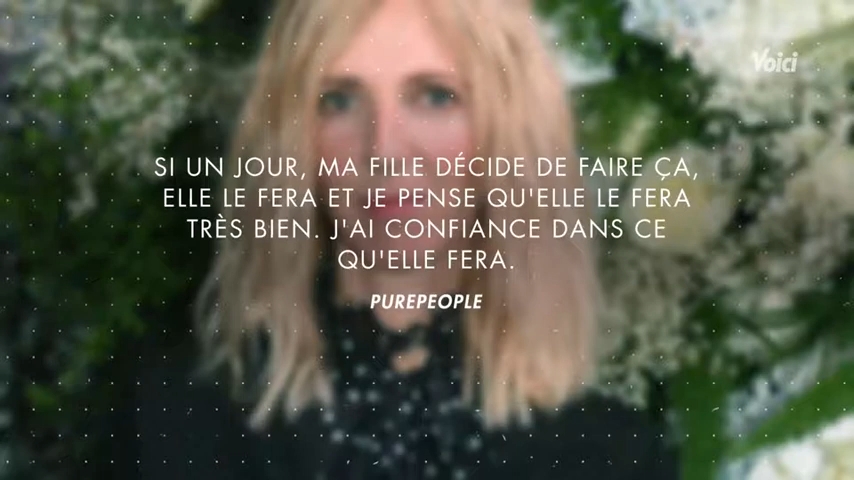 Voici
SI UN JOUR, MA FILLE DÉCIDE DE FAIRE ÇA,
ELLE LE FERA ET JE PENSE QU'ELLE LE FERA
TRÈS BIEN. J'AI CONFIANCE DANS CE
QU'ELLE FERA.
PUREPEOPLE